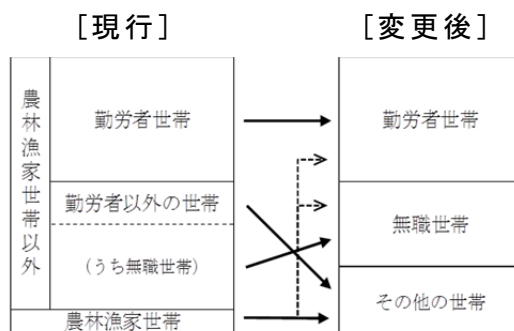 ［現行］
［変更後］
農林漁家世帯以外
勤労者世帯
勤労者以外の世帯
(うち無職世帯)
農林漁家世帯
勤労者世帯
無職世帯
その他の世帯